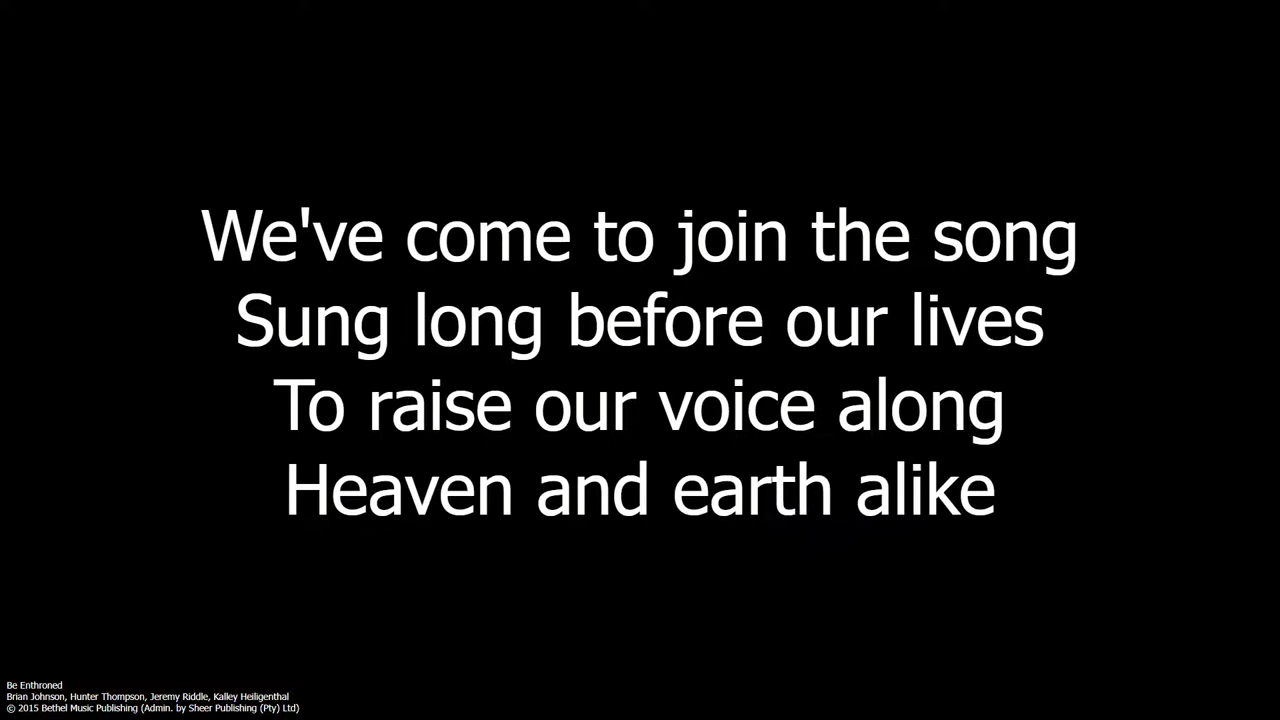 We've come to join the song
Sung long before our lives
To raise our voice along
Heaven and earth alike
Be Enthroned
Brian Johnson, Hunter Thompson, Jeremy Riddle, Kalley Heiligenthal
© 2015 Bethel Music Publishing (Admin. by Sheer Publishing (Pty) Ltd)